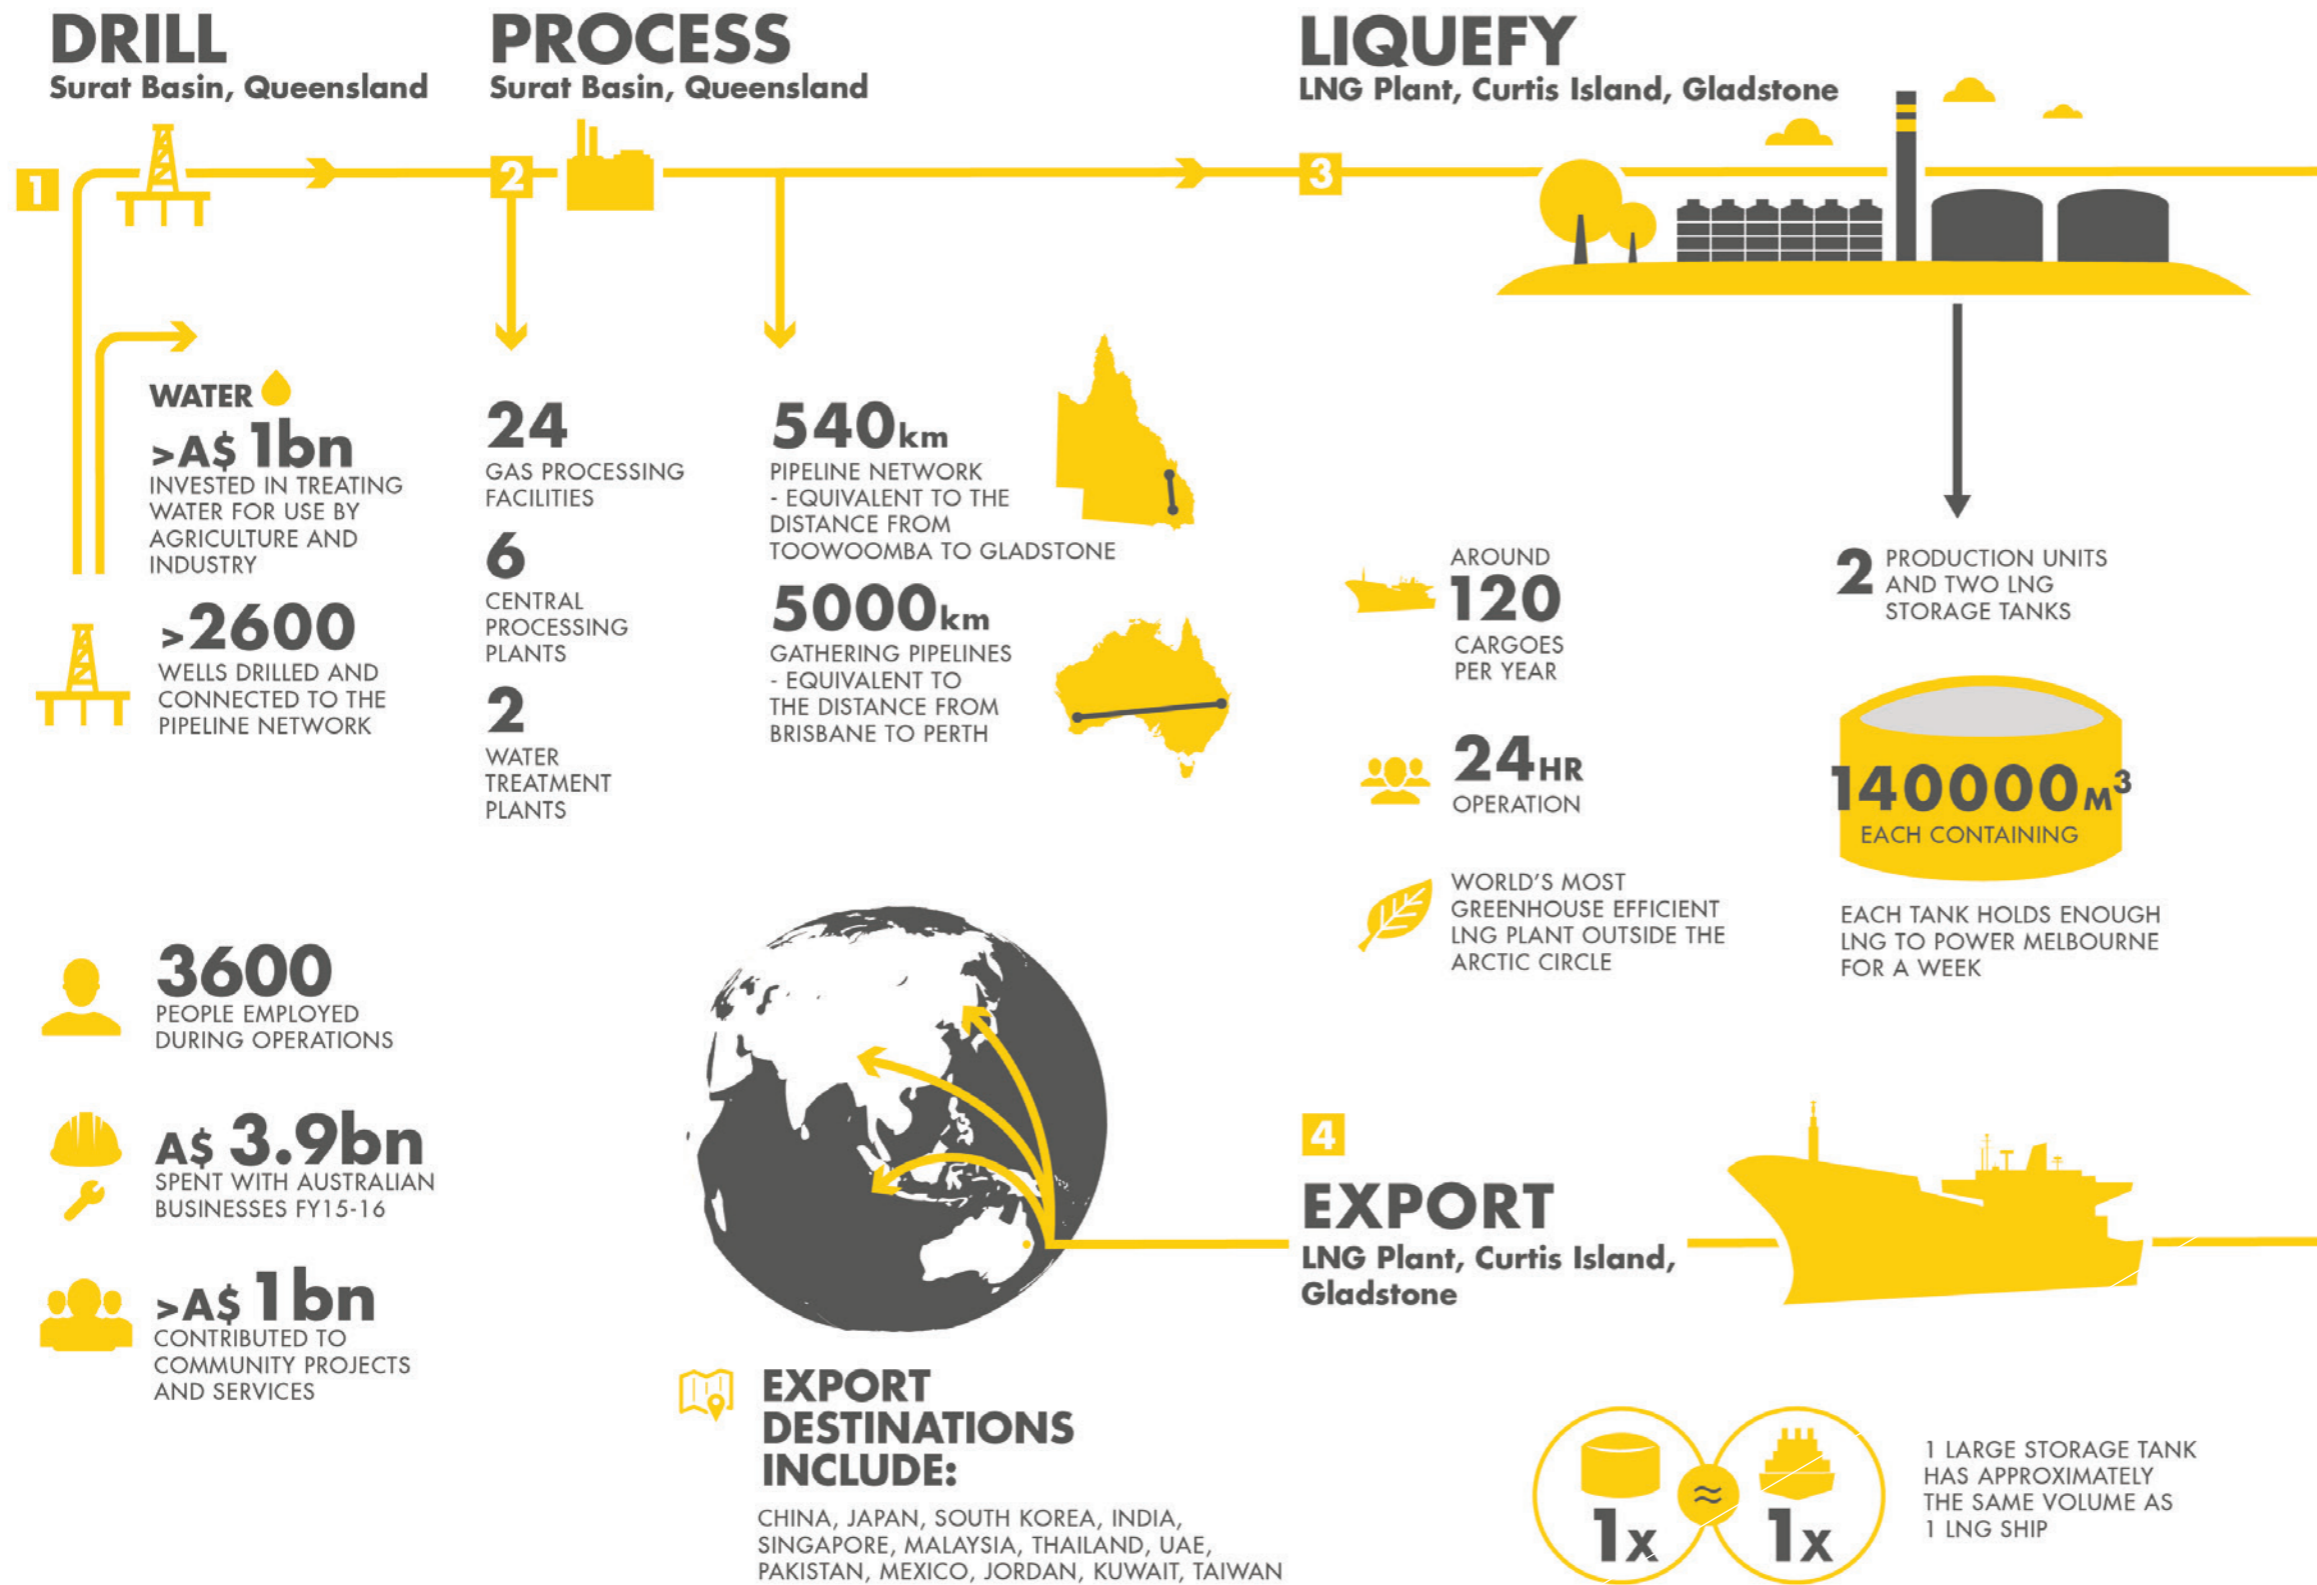 DRILL
Surat Basin, Queensland
1
PROCESS
Surat Basin, Queensland
2
LIQUEFY
LNG Plant, Curtis Island, Gladstone
3
WATER
>A$ 1bn
INVESTED IN TREATING
WATER FOR USE BY
AGRICULTURE AND
INDUSTRY
>2600
WELLS DRILLED AND
CONNECTED TO THE
PIPELINE NETWORK
24
GAS PROCESSING
FACILITIES
6
CENTRAL
PROCESSING
PLANTS
2
WATER
TREATMENT
PLANTS
540km
PIPELINE NETWORK
- EQUIVALENT TO THE
DISTANCE FROM
TOOWOOMBA TO GLADSTONE
5000km
GATHERING PIPELINES
- EQUIVALENT TO
THE DISTANCE FROM
BRISBANE TO PERTH
AROUND
120
CARGOES
PER YEAR
24HR
OPERATION
WORLD'S MOST
GREENHOUSE EFFICIENT
LNG PLANT OUTSIDE THE
ARCTIC CIRCLE
2 PRODUCTION UNITS
AND TWO LNG
STORAGE TANKS
140000M³
EACH CONTAINING
EACH TANK HOLDS ENOUGH
LNG TO POWER MELBOURNE
FOR A WEEK
3600
PEOPLE EMPLOYED
DURING OPERATIONS
A$ 3.9bn
SPENT WITH AUSTRALIAN
BUSINESSES FY15-16
>A$ 1bn
CONTRIBUTED TO
COMMUNITY PROJECTS
AND SERVICES
4
EXPORT
LNG Plant, Curtis Island,
Gladstone
EXPORT
DESTINATIONS
INCLUDE:
CHINA, JAPAN, SOUTH KOREA, INDIA,
SINGAPORE, MALAYSIA, THAILAND, UAE,
PAKISTAN, MEXICO, JORDAN, KUWAIT, TAIWAN
1x ≈ 1x
1 LARGE STORAGE TANK
HAS APPROXIMATELY
THE SAME VOLUME AS
1 LNG SHIP